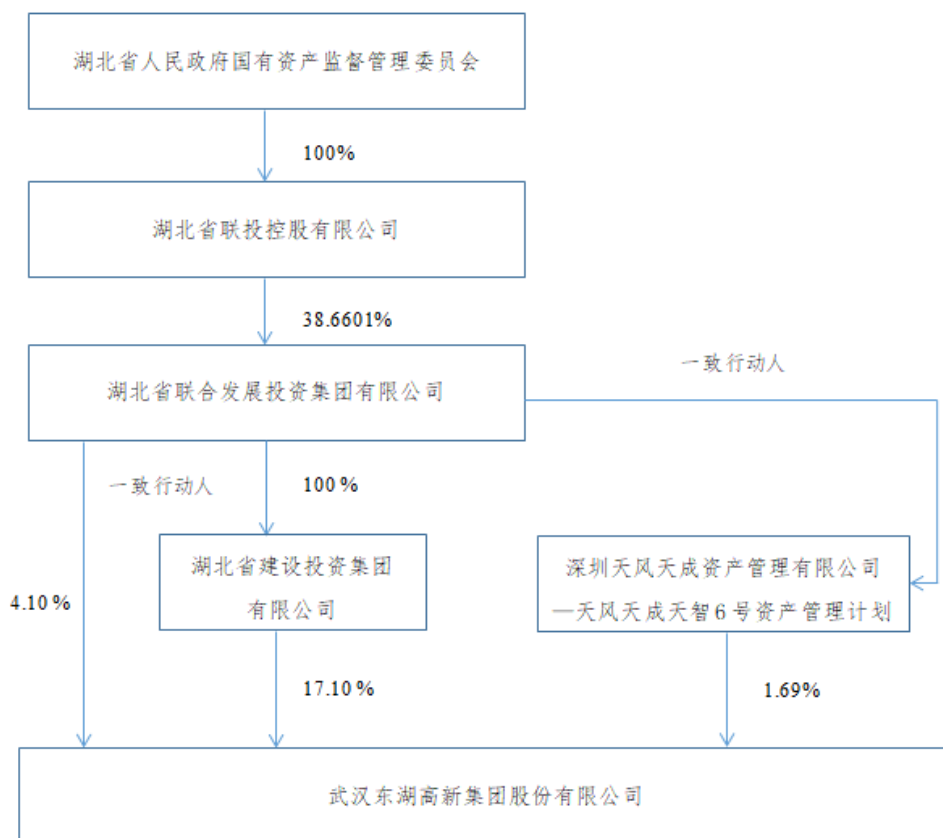 湖北省人民政府国有资产监督管理委员会
100%
湖北省联投控股有限公司
38.6601%
一致行动人
湖北省联合发展投资集团有限公司
一致行动人
100%
湖北省建设投资集团
有限公司
深圳天风天成资产管理有限公司
—天风天成天智6号资产管理计划
4.10%
17.10%
1.69%
武汉东湖高新集团股份有限公司